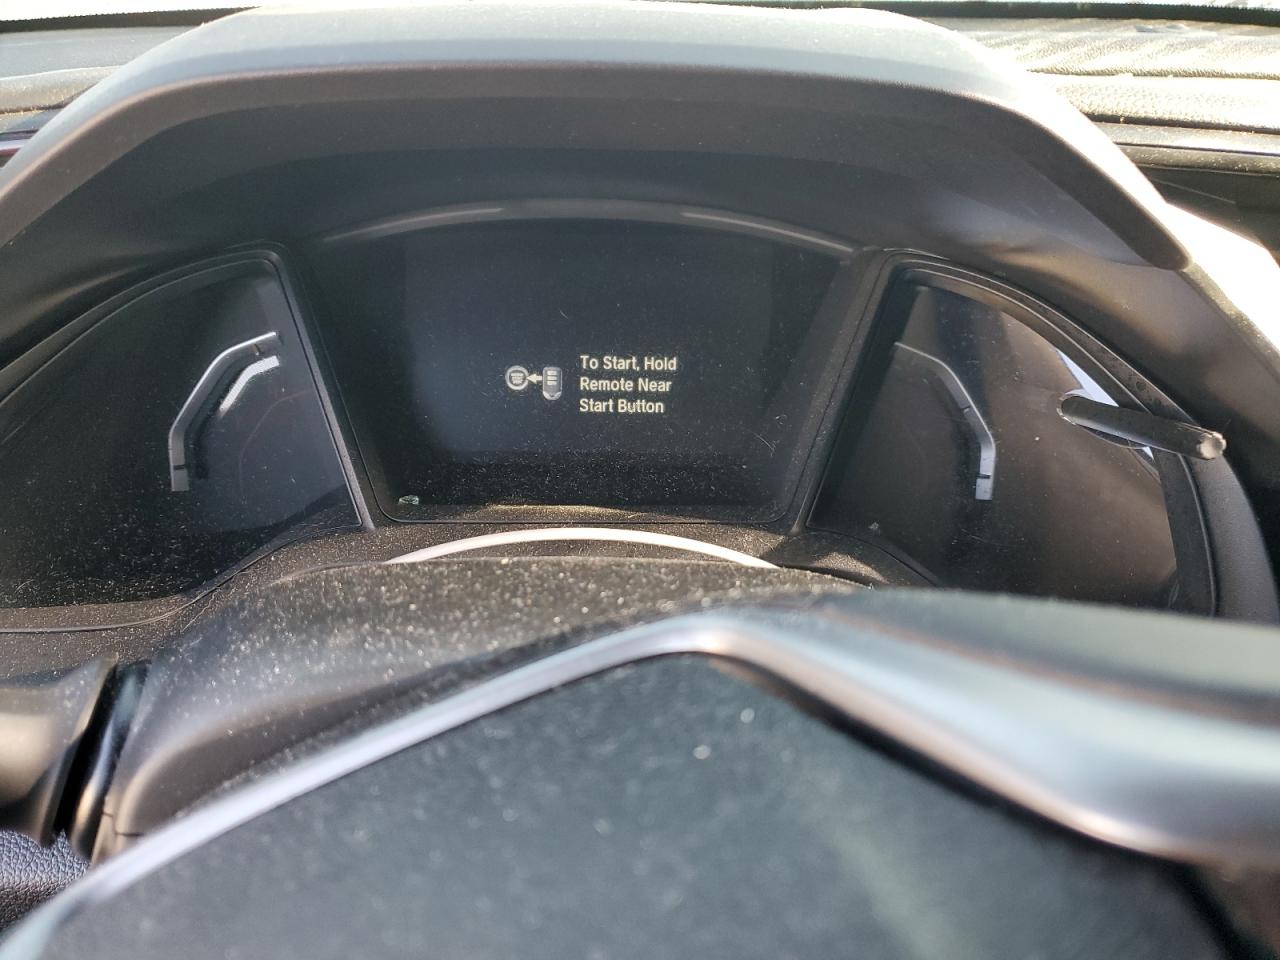 To Start, Hold
Remote Near
Start Button